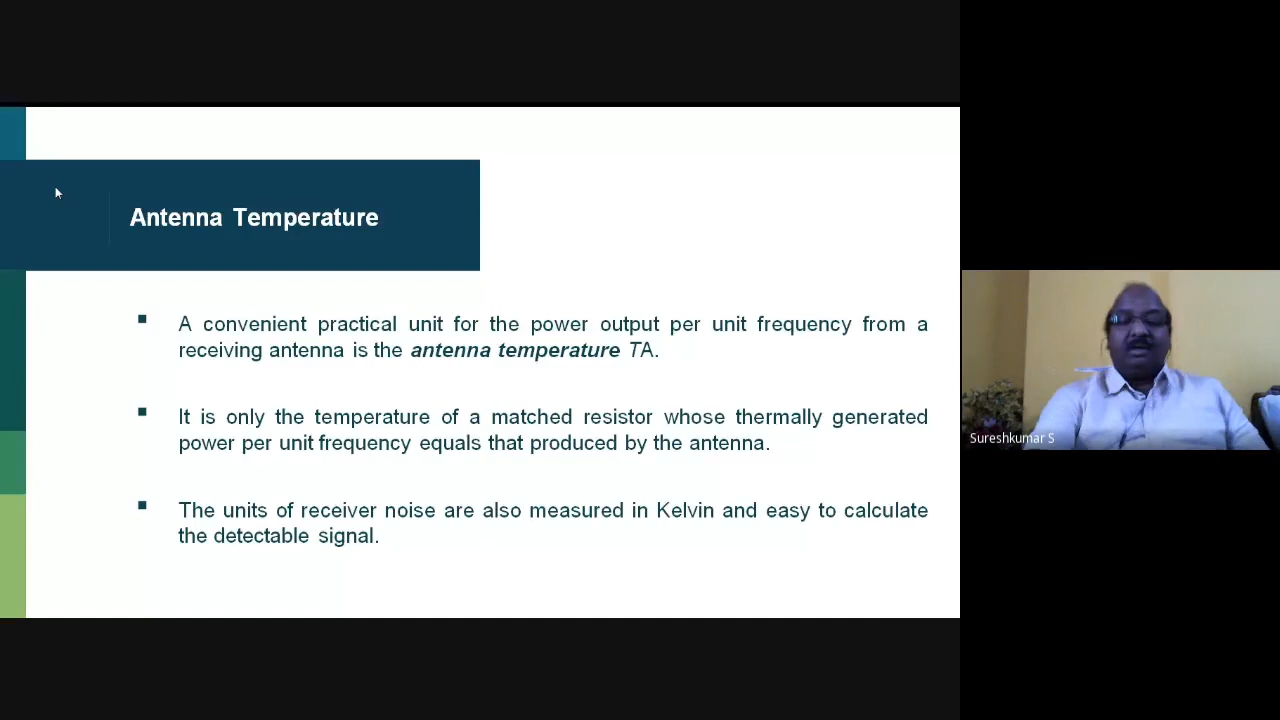 Antenna Temperature
A convenient practical unit for the power output per unit frequency from a
receiving antenna is the antenna temperature TA.
It is only the temperature of a matched resistor whose thermally generated
power per unit frequency equals that produced by the antenna.
The units of receiver noise are also measured in Kelvin and easy to calculate
the detectable signal.
Sureshkumar S